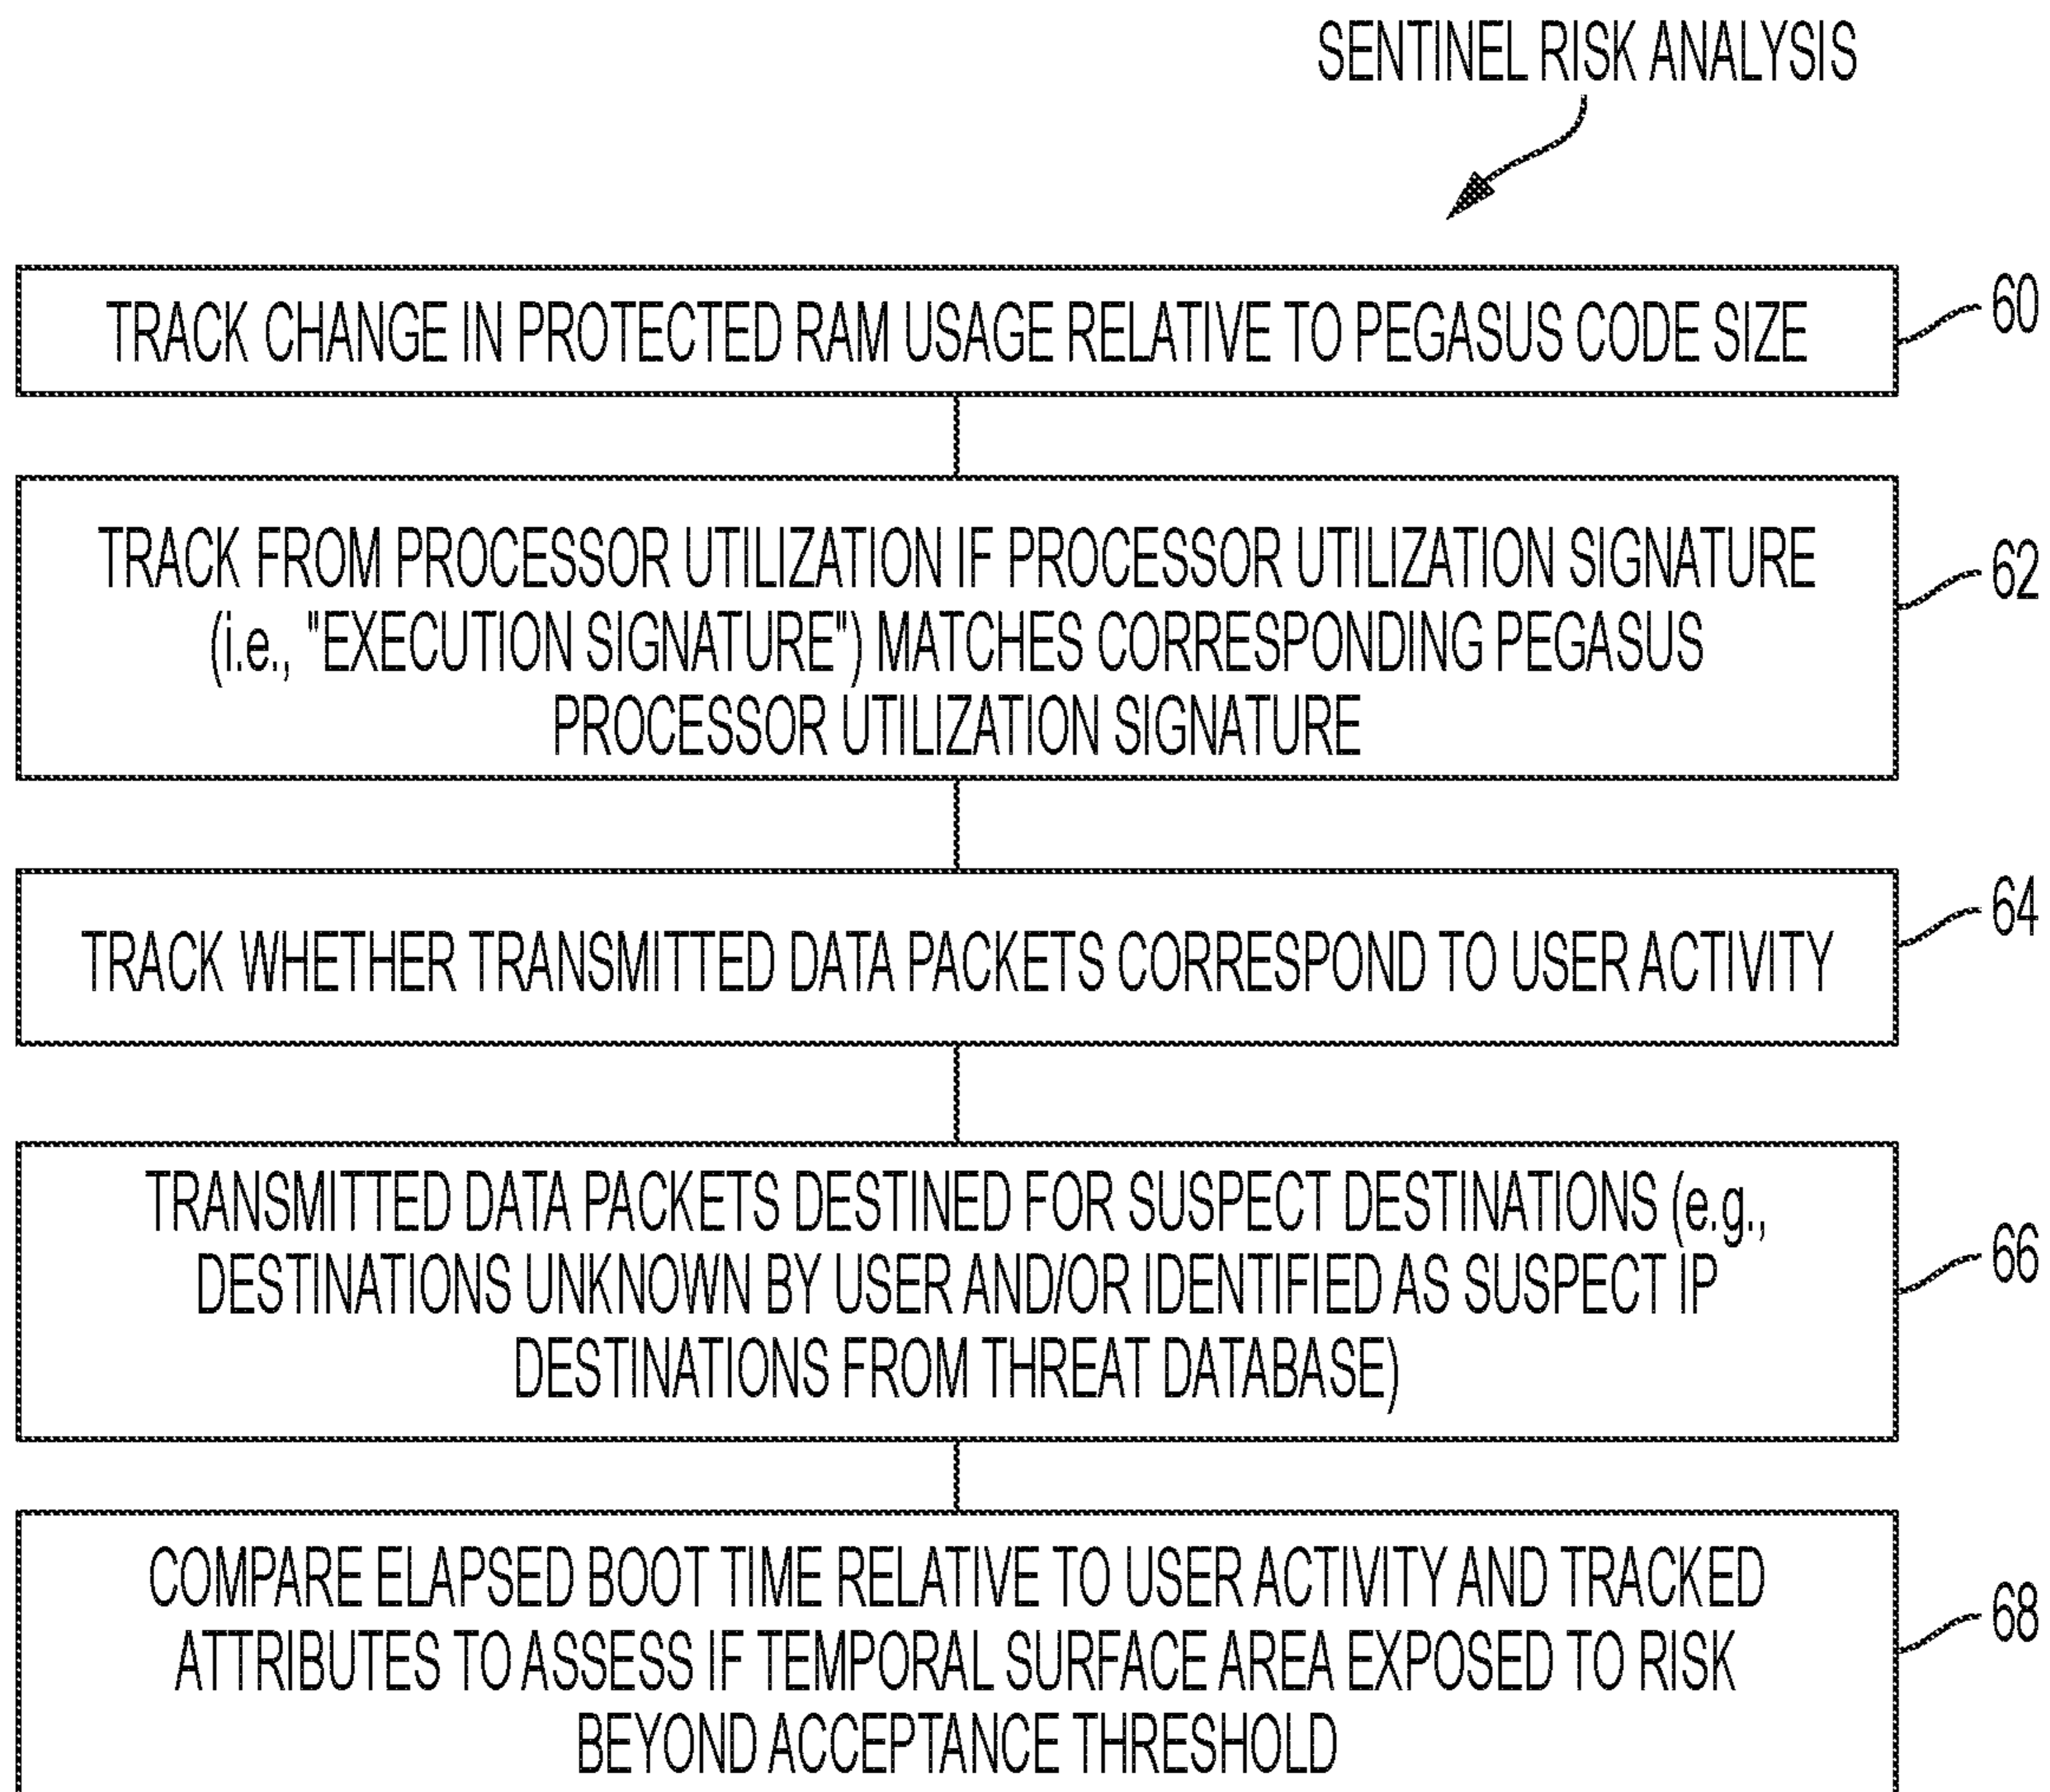 SENTINEL RISK ANALYSIS
TRACK CHANGE IN PROTECTED RAM USAGE RELATIVE TO PEGASUS CODE SIZE
60
TRACK FROM PROCESSOR UTILIZATION IF PROCESSOR UTILIZATION SIGNATURE
(i.e., "EXECUTION SIGNATURE") MATCHES CORRESPONDING PEGASUS
PROCESSOR UTILIZATION SIGNATURE
62
TRACK WHETHER TRANSMITTED DATA PACKETS CORRESPOND TO USER ACTIVITY
64
TRANSMITTED DATA PACKETS DESTINED FOR SUSPECT DESTINATIONS (e.g.,
DESTINATIONS UNKNOWN BY USER AND/OR IDENTIFIED AS SUSPECT IP
DESTINATIONS FROM THREAT DATABASE)
66
COMPARE ELAPSED BOOT TIME RELATIVE TO USER ACTIVITY AND TRACKED
ATTRIBUTES TO ASSESS IF TEMPORAL SURFACE AREA EXPOSED TO RISK
BEYOND ACCEPTANCE THRESHOLD
68